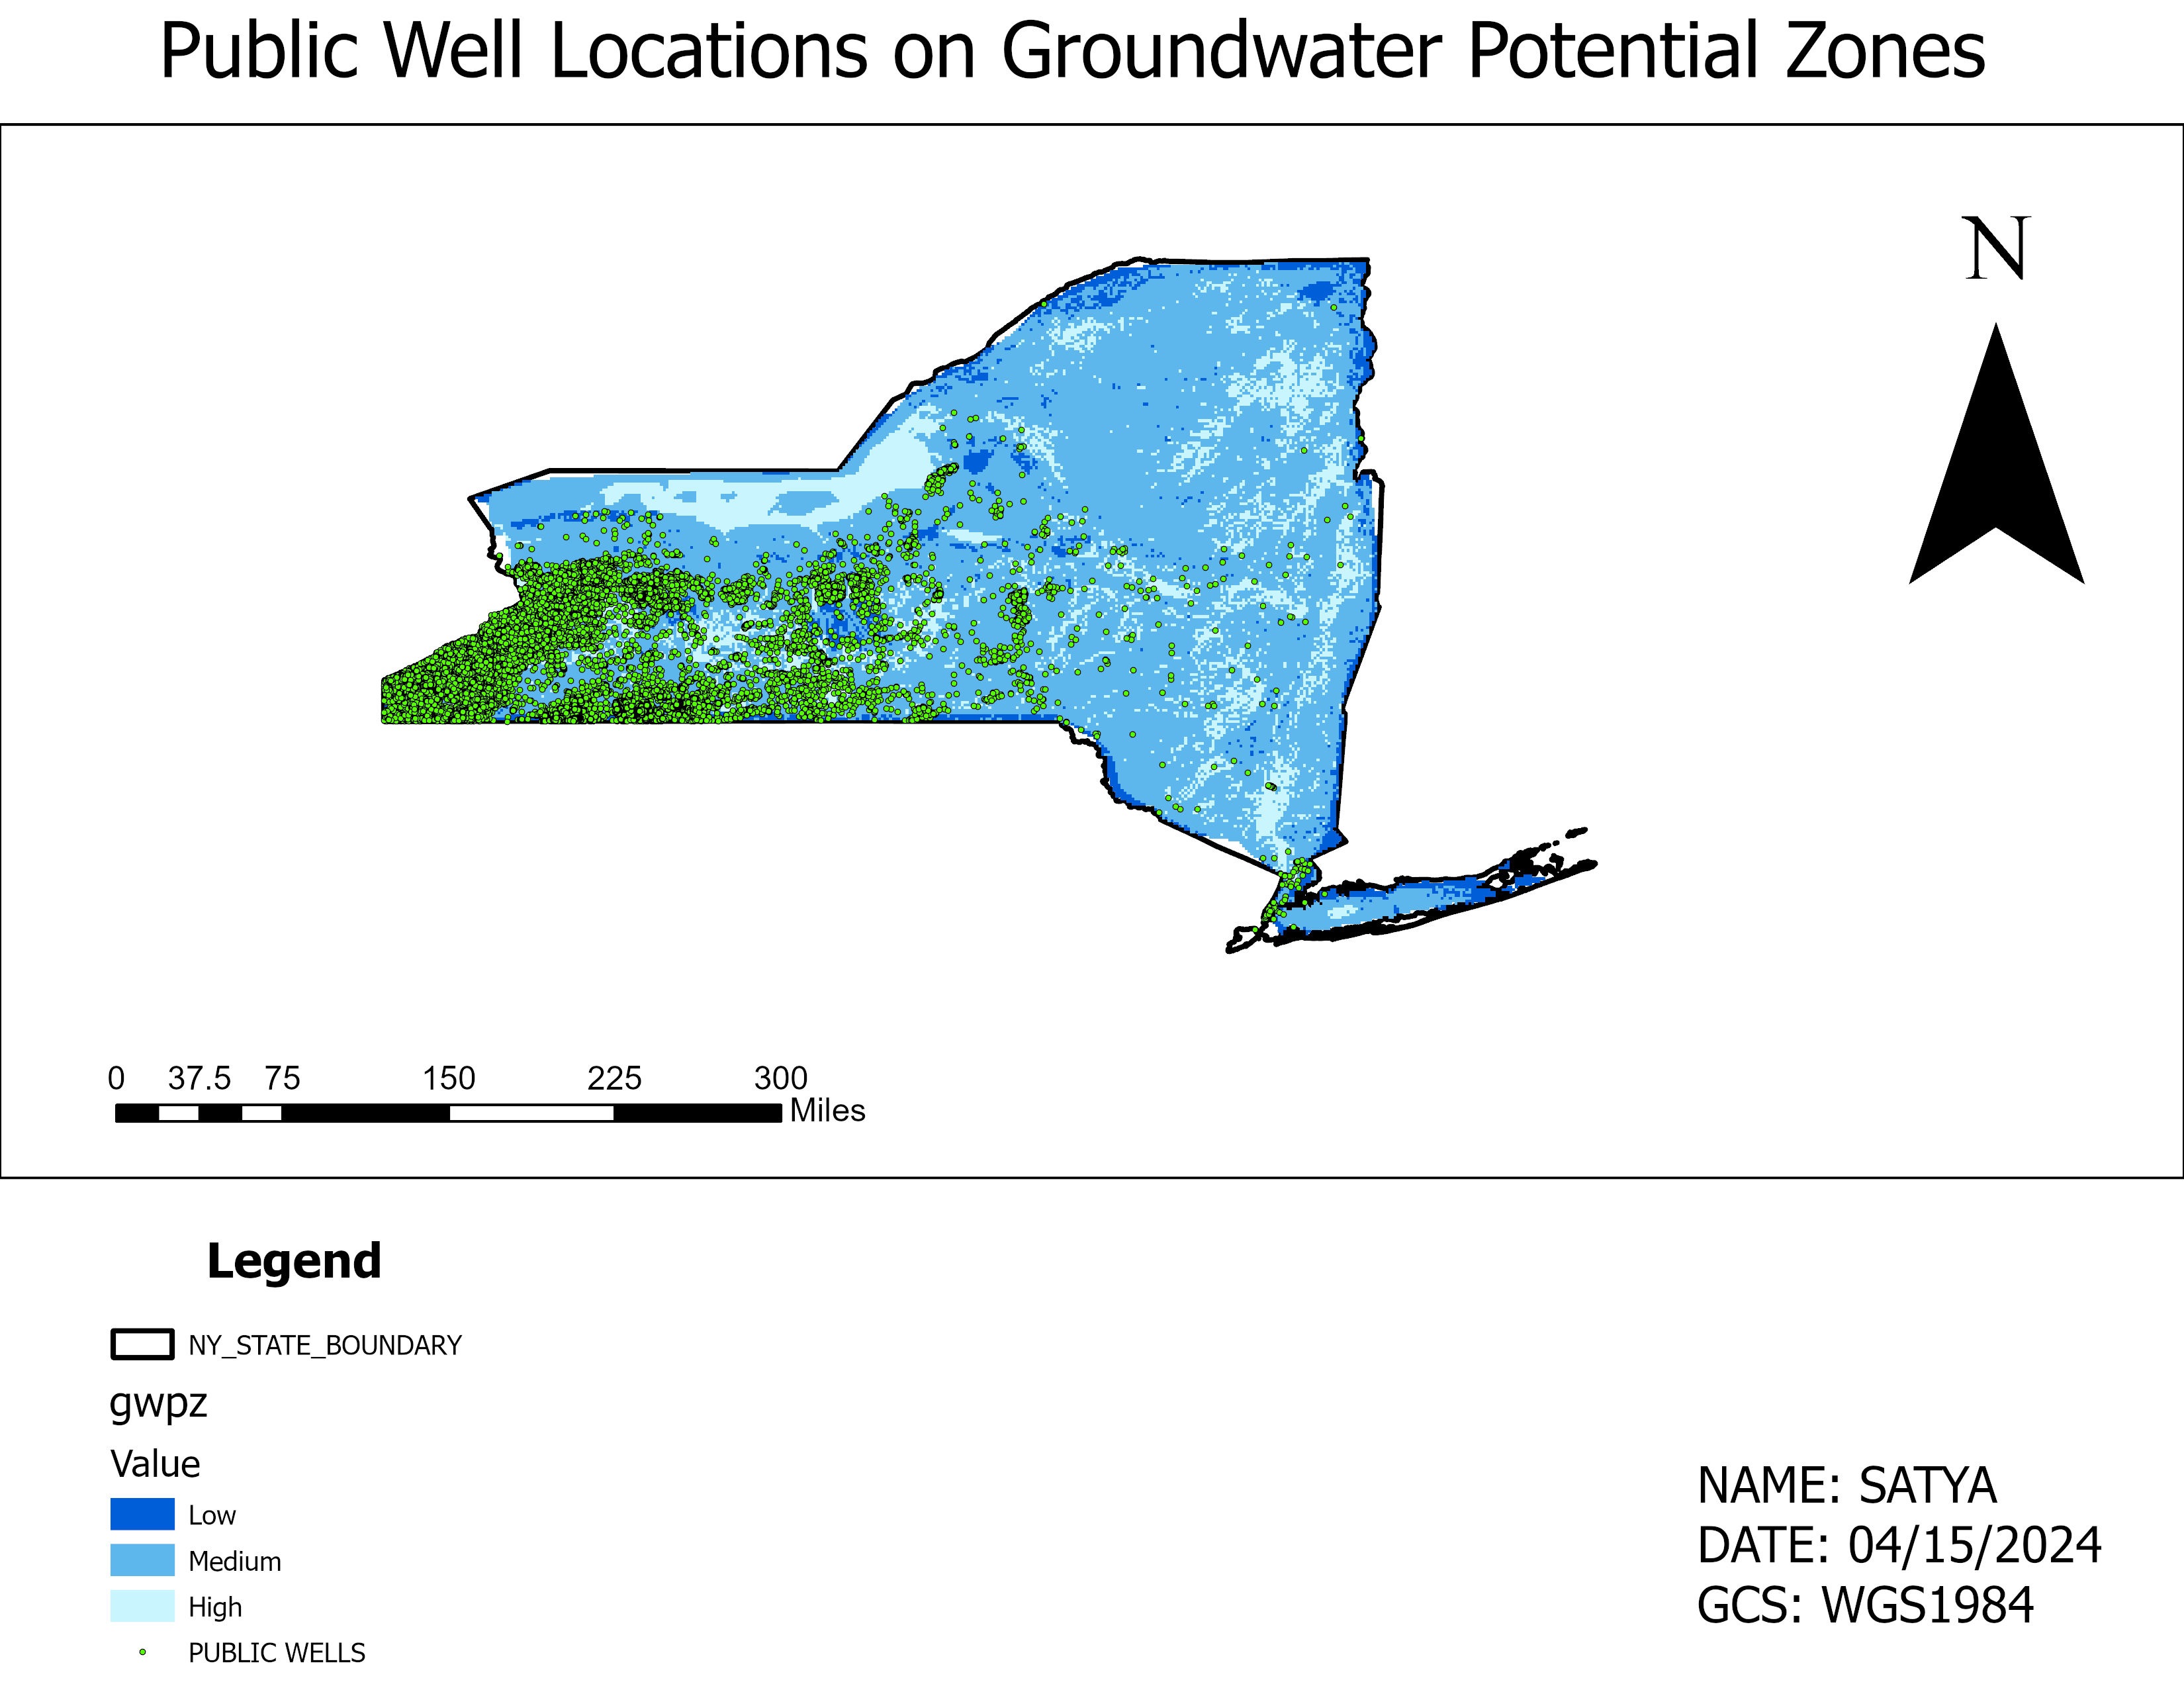 Public Well Locations on Groundwater Potential Zones
N
0 37.5 75 150 225 300
Miles
Legend
NY_STATE_BOUNDARY
gwpz
Value
Low
Medium
High
PUBLIC WELLS
NAME: SATYA
DATE: 04/15/2024
GCS: WGS1984